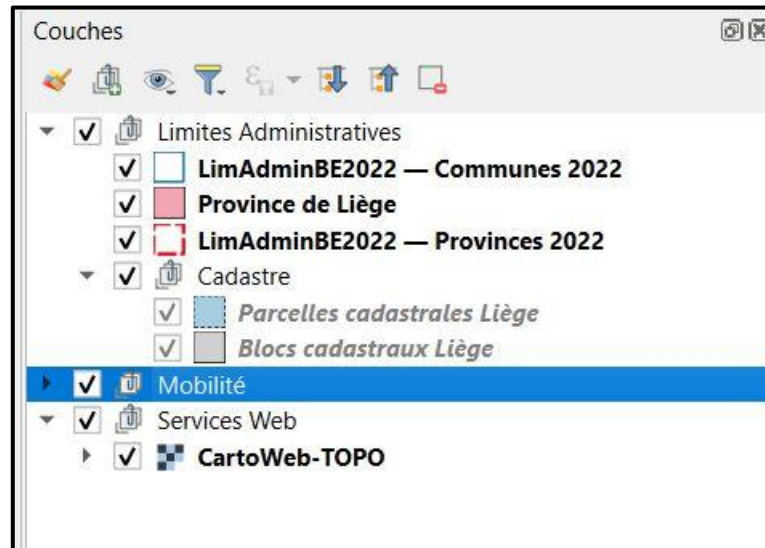 Couches
Limites Administratives
LimAdminBE2022 — Communes 2022
Province de Liège
LimAdminBE2022 — Provinces 2022
Cadastre
Parcelles cadastrales Liège
Blocs cadastraux Liège
Mobilité
Services Web
CartoWeb-TOPO